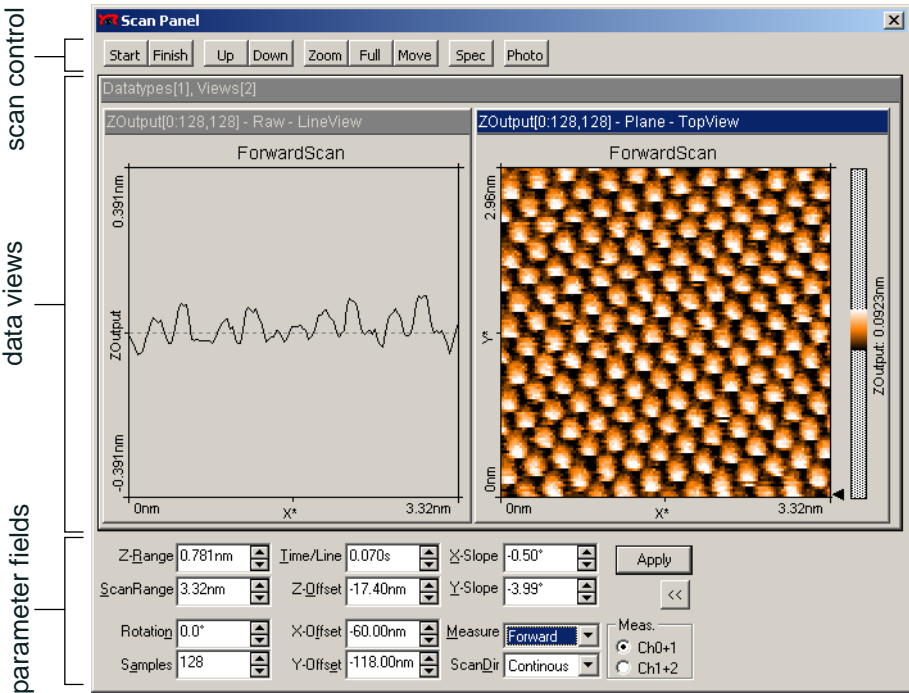 Scan Panel
scan control
Start Finish Up Down Zoom Full Move Spec Photo
data views
Datatypes[1], Views[2]
ZOutput[0:128,128] - Raw - LineView
ForwardScan
0.391nm
ZOutput
-0.391nm
0nm X* 3.32nm
ZOutput[0:128,128] - Plane - TopView
ForwardScan
2.96nm
Y*
0nm
0nm X* 3.32nm
ZOutput: 0.0923nm
parameter fields
Z-Range 0.781nm Time/Line 0.070s X-Slope -0.50° Apply
ScanRange 3.32nm Z-Offset -17.40nm Y-Slope -3.99° <<
Rotation 0.0° X-Offset -60.00nm Measure Forward Meas. Ch0+1
Samples 128 Y-Offset -118.00nm ScanDir Continous Ch1+2